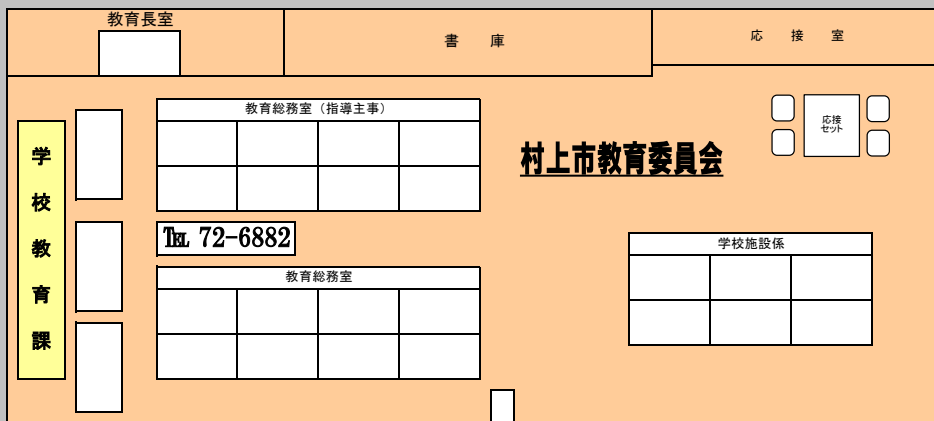 教育長室
書庫
応接室
教育総務室（指導主事）
応接
セット
村上市教育委員会
学校教育課
℡ 72-6882
学校施設係
教育総務室